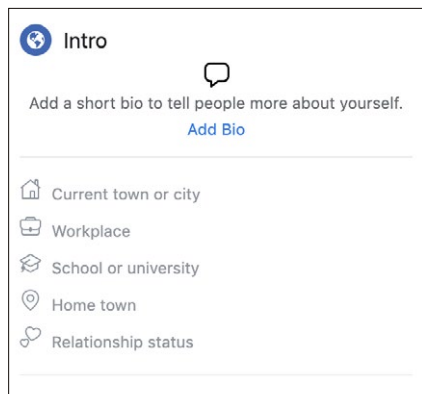 Intro
Add a short bio to tell people more about yourself.
Add Bio
Current town or city
Workplace
School or university
Home town
Relationship status